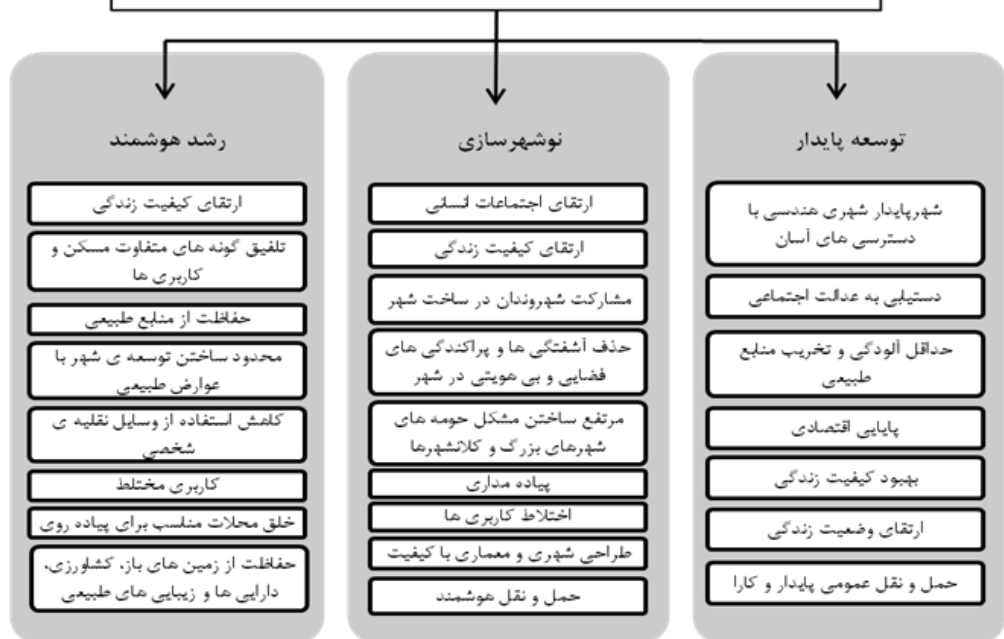 توسعه پایدار
شهرپایدار شهری هندسی با
دسترسی های آسان
دستیابی به عدالت اجتماعی
حداقل آلودگی و تخریب منابع
طبیعی
پایایی اقتصادی
بهبود کیفیت زندگی
ارتقای وضعیت زندگی
حمل و نقل عمومی پایدار و کارا
نوشهرسازی
ارتقای اجتماعات انسانی
ارتقای کیفیت زندگی
مشارکت شهروندان در ساخت شهر
حذف آشفتگی ها و پراکندگی های
فضایی و بی هویتی در شهر
مرتفع ساختن مشکل حومه های
شهرهای بزرگ و کلانشهرها
پیاده مداری
اختلاط کاربری ها
طراحی شهری و معماری با کیفیت
حمل و نقل هوشمند
رشد هوشمند
ارتقای کیفیت زندگی
تلفیق گونه های متفاوت مسکن و
کاربری ها
حفاظت از منابع طبیعی
محدود ساختن توسعه ی شهر با
عوارض طبیعی
کاهش استفاده از وسایل نقلیه ی
شخصی
کاربری مختلط
خلق محلات مناسب برای پیاده روی
حفاظت از زمین های باز، کشاورزی،
دارایی ها و زیبایی های طبیعی